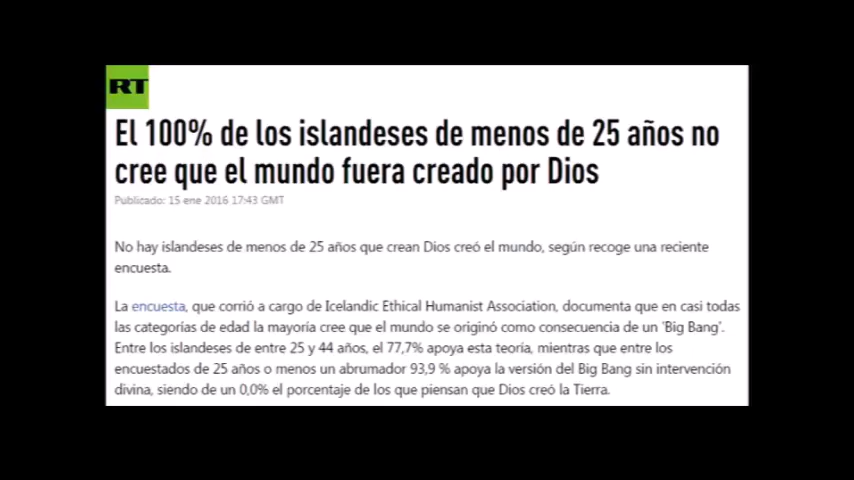 RT
El 100% de los islandeses de menos de 25 años no
cree que el mundo fuera creado por Dios
Publicado: 15 ene 2016 17:43 GMT
No hay islandeses de menos de 25 años que crean Dios creó el mundo, según recoge una reciente
encuesta.
La encuesta, que corrió a cargo de Icelandic Ethical Humanist Association, documenta que en casi todas
las categorías de edad la mayoría cree que el mundo se originó como consecuencia de un 'Big Bang'.
Entre los islandeses de entre 25 y 44 años, el 77,7% apoya esta teoría, mientras que entre los
encuestados de 25 años o menos un abrumador 93,9 % apoya la versión del Big Bang sin intervención
divina, siendo de un 0,0% el porcentaje de los que piensan que Dios creó la Tierra.